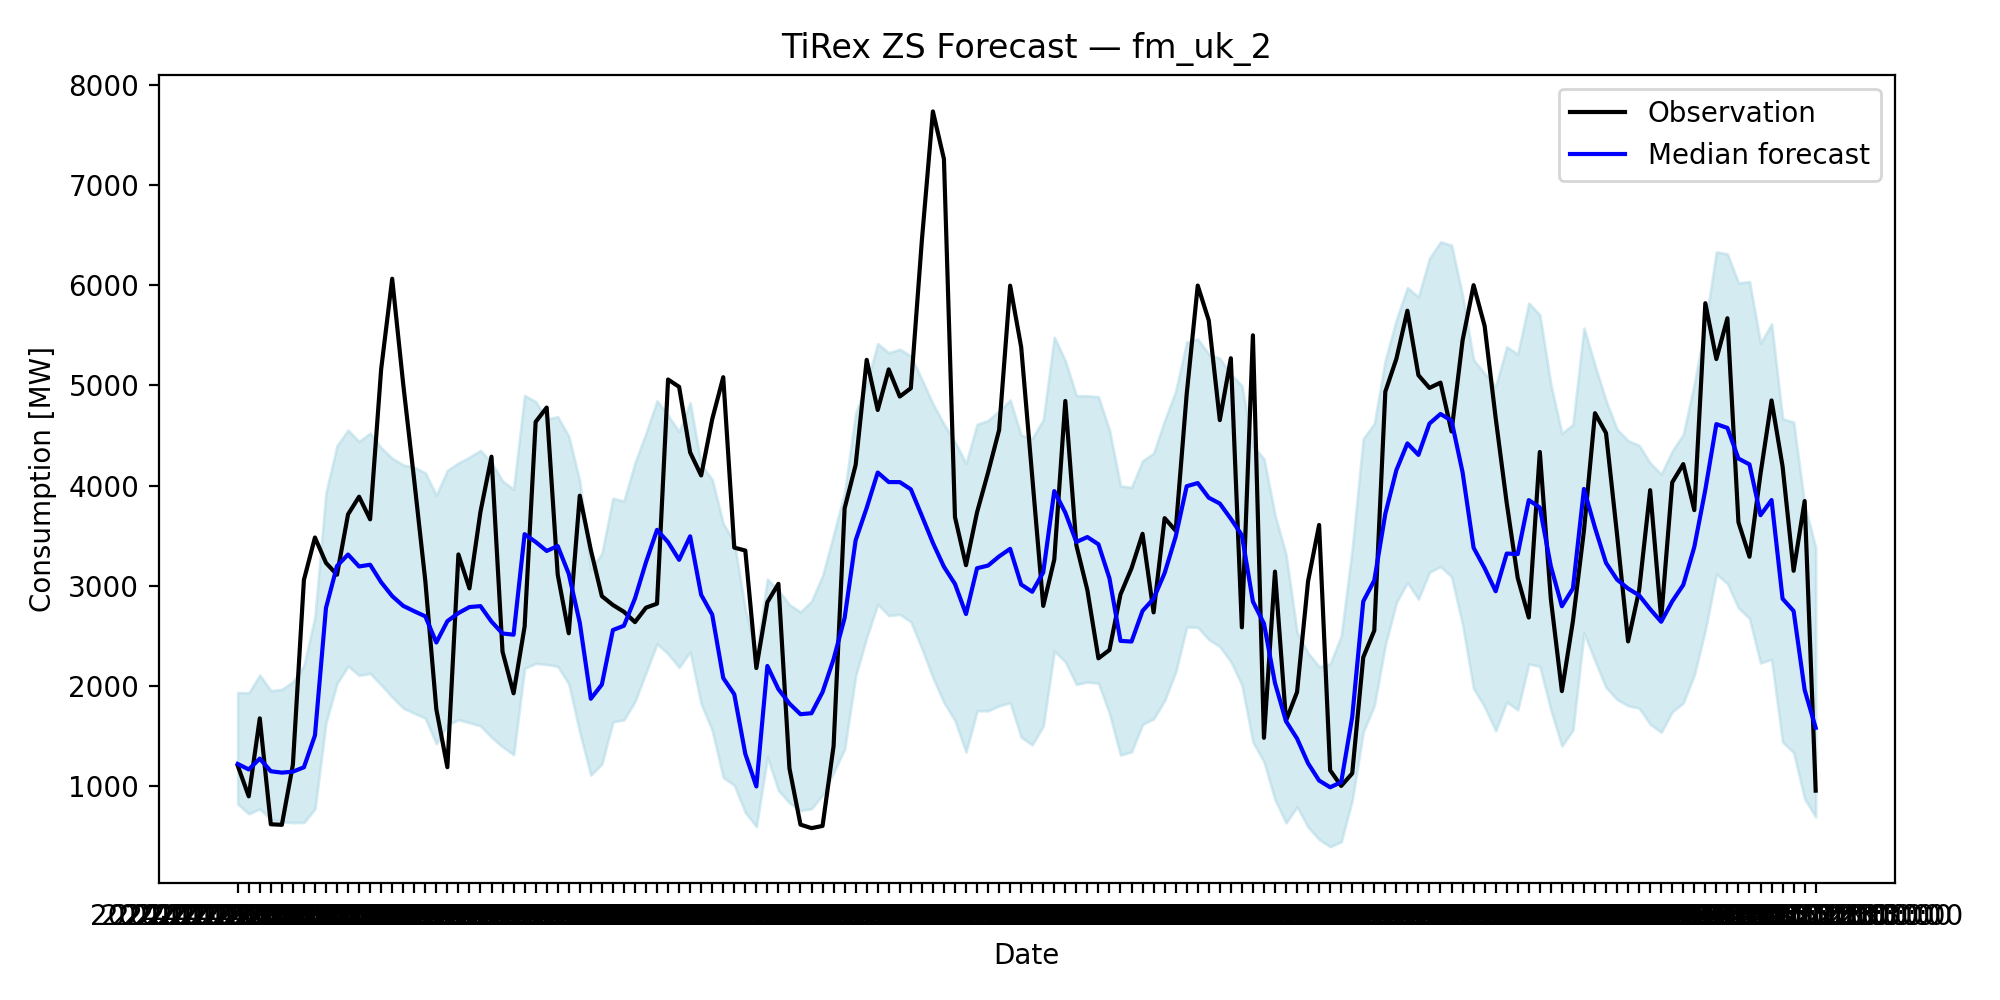 TiRex ZS Forecast — fm_uk_2
8000
7000
6000
5000
4000
3000
2000
1000
Consumption [MW]
Observation
Median forecast
Date